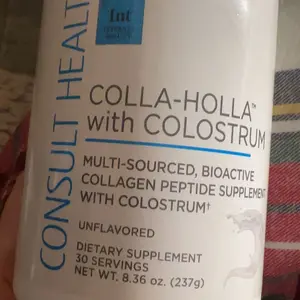 Int
CONSULT HEALT
COLLA-HOLLA™
with COLOSTRUM
MULTI-SOURCED, BIOACTIVE
COLLAGEN PEPTIDE SUPPLEMENT
WITH COLOSTRUM†
UNFLAVORED
DIETARY SUPPLEMENT
30 SERVINGS
NET WT. 8.36 oz. (237g)